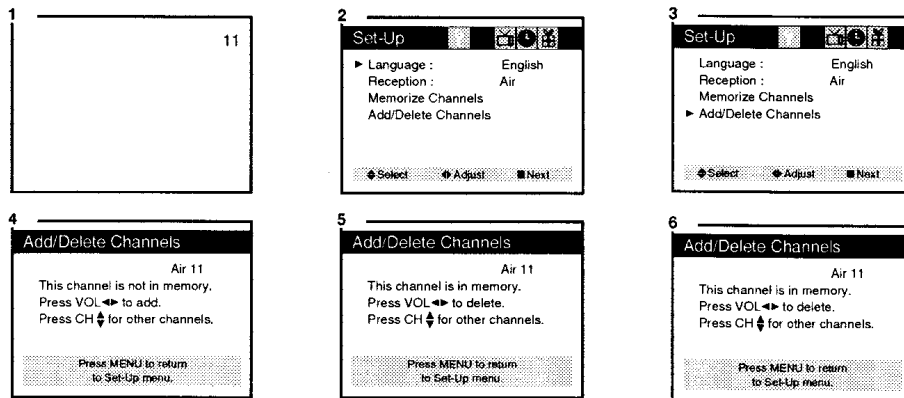 1
11
2
Set-Up
► Language : English
Reception : Air
Memorize Channels
Add/Delete Channels
Select Adjust Next
3
Set-Up
Language : English
Reception : Air
Memorize Channels
► Add/Delete Channels
Select Adjust Next
4
Add/Delete Channels
Air 11
This channel is not in memory.
Press VOL◄► to add.
Press CH▲▼ for other channels.
Press MENU to return
to Set-Up menu.
5
Add/Delete Channels
Air 11
This channel is in memory.
Press VOL◄► to delete.
Press CH▲▼ for other channels.
Press MENU to return
to Set-Up menu.
6
Add/Delete Channels
Air 11
This channel is in memory.
Press VOL◄► to delete.
Press CH▲▼ for other channels.
Press MENU to return
to Set-Up menu.